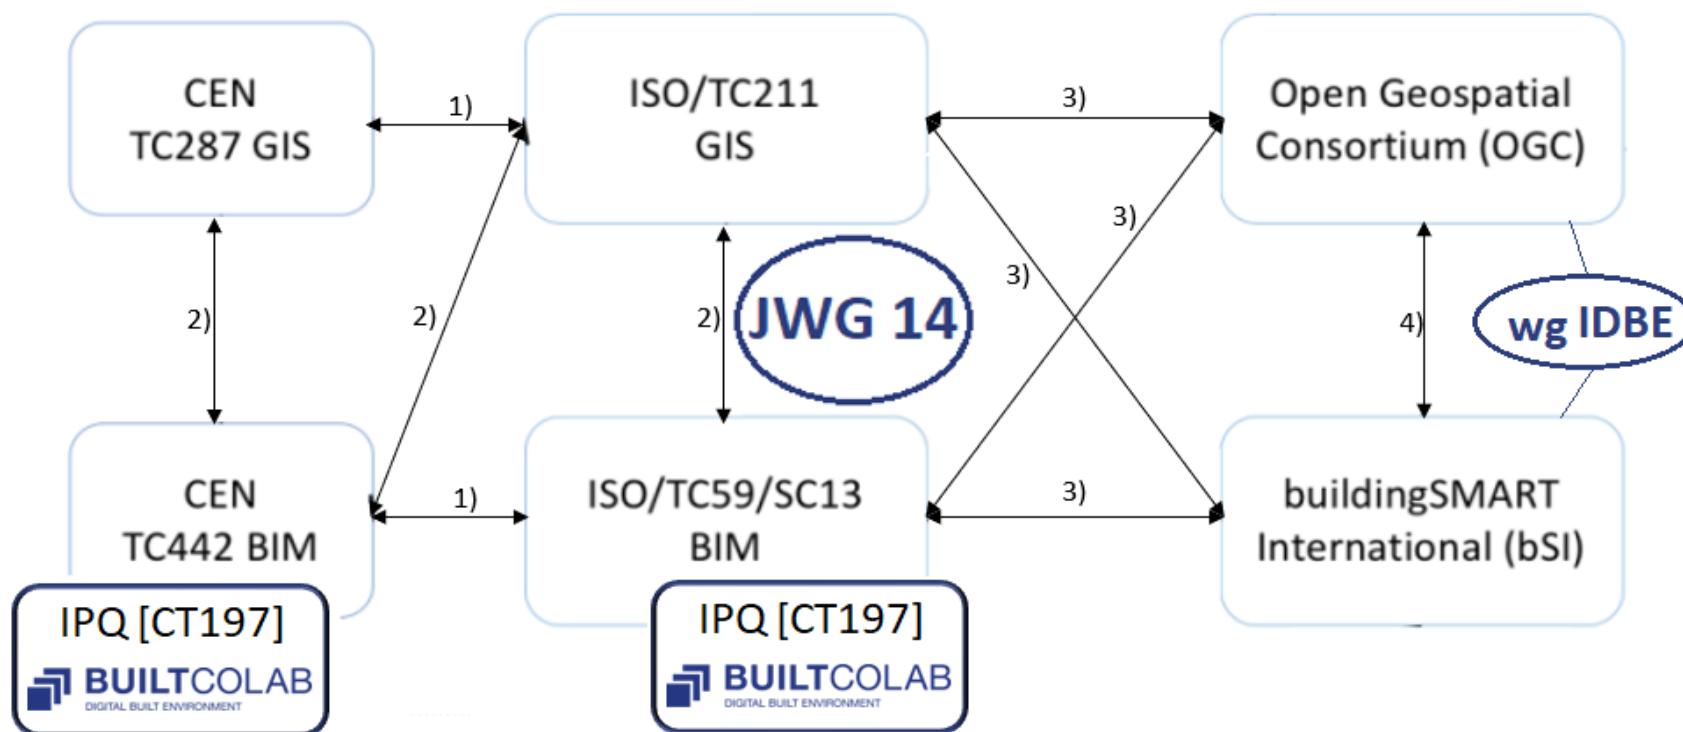 CEN
TC287 GIS
1)
ISO/TC211
GIS
3)
Open Geospatial
Consortium (OGC)
2)
2)
2)
JWG 14
3)
3)
4)
wg IDBE
CEN
TC442 BIM
1)
ISO/TC59/SC13
BIM
3)
buildingSMART
International (bSI)
IPQ [CT197]
BUILTCOLAB
DIGITAL BUILT ENVIRONMENT
IPQ [CT197]
BUILTCOLAB
DIGITAL BUILT ENVIRONMENT